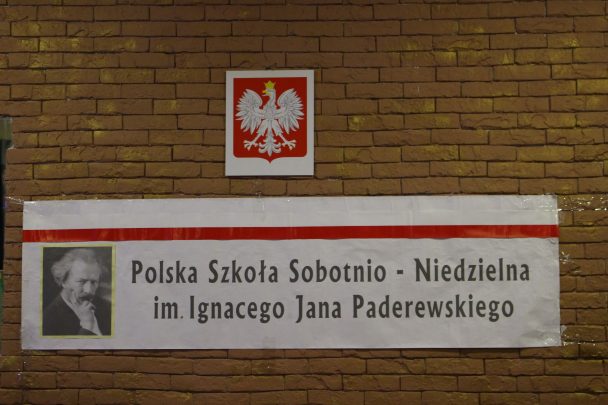 Polska Szkoła Sobotnio - Niedzielna
im. Ignacego Jana Paderewskiego